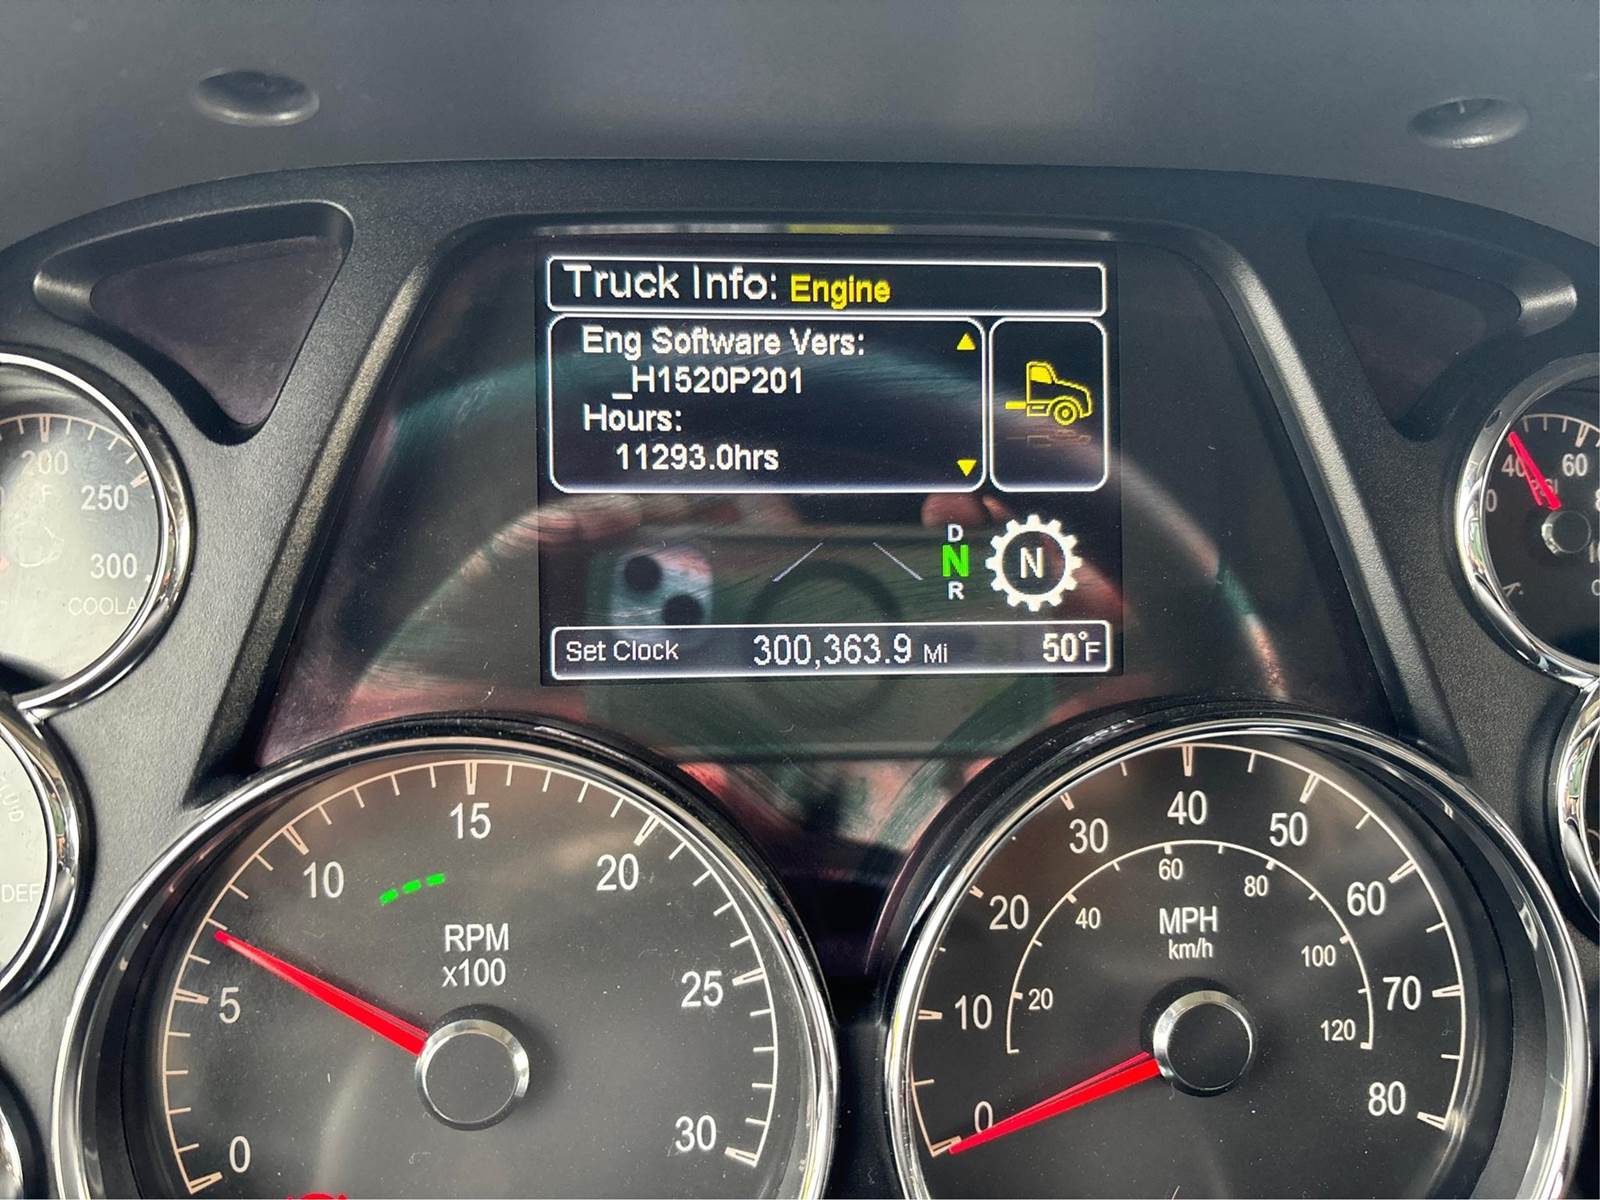 Truck Info: Engine
Eng Software Vers:
_H1520P201
Hours:
11293.0hrs
D
N
R
N
Set Clock 300,363.9 Mi 50°F
200
250
300
F
COOLA
DEF
40
60
0
5
10
15
20
25
30
RPM
x100
0
10
20
30
40
50
60
70
80
20
40
60
80
100
120
MPH
km/h